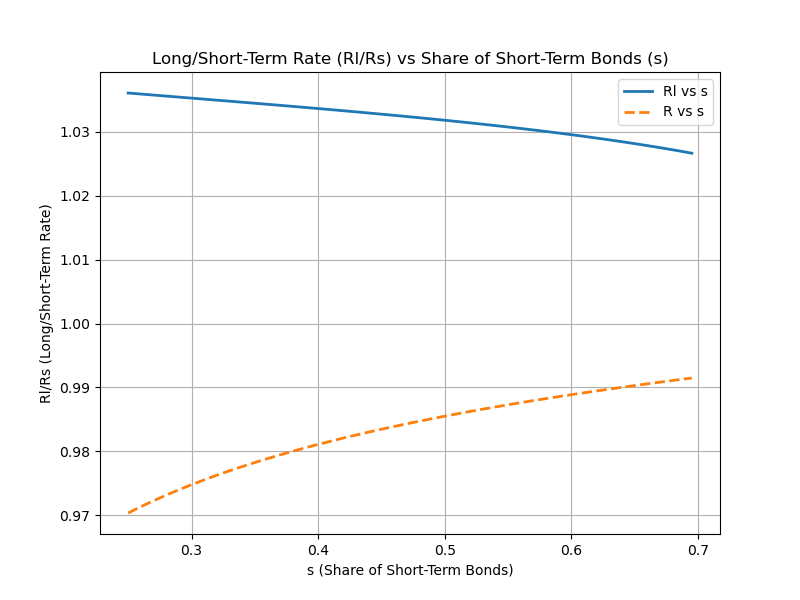 Long/Short-Term Rate (Rl/Rs) vs Share of Short-Term Bonds (s)
Rl vs s
R vs s
Rl/Rs (Long/Short-Term Rate)
1.03
1.02
1.01
1.00
0.99
0.98
0.97
0.3 0.4 0.5 0.6 0.7
s (Share of Short-Term Bonds)